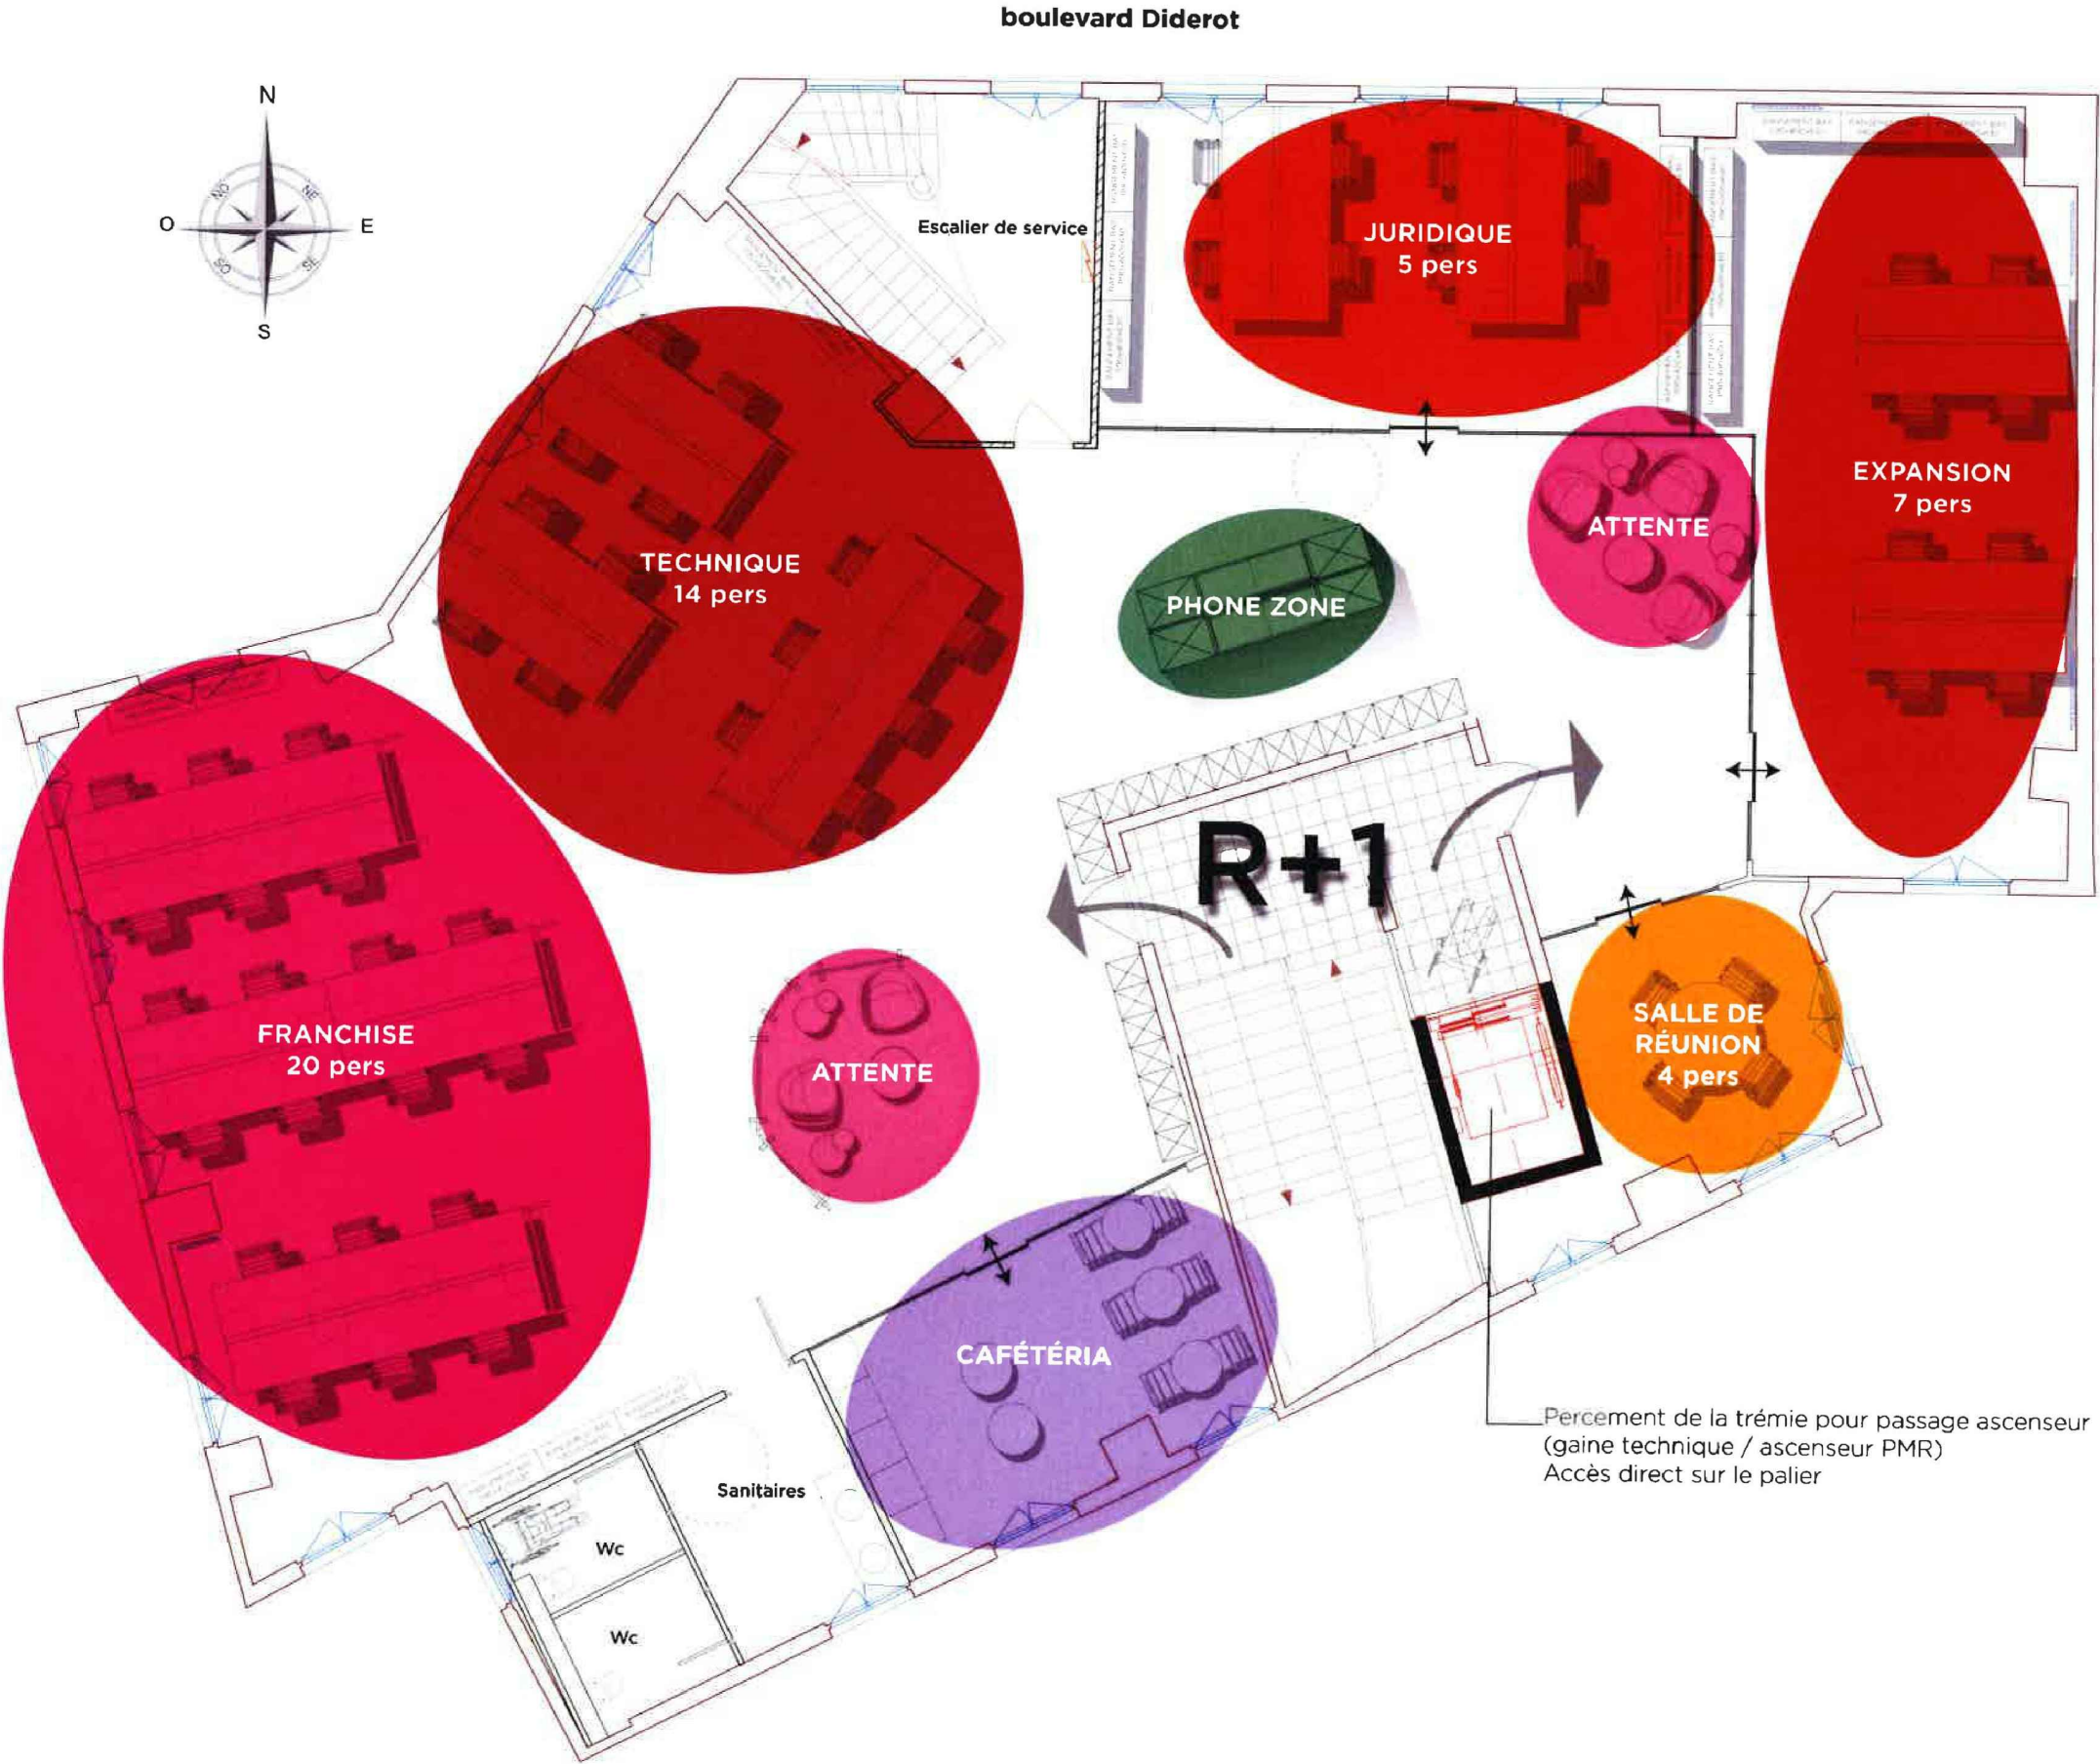 boulevard Diderot
N
NO
NE
O
E
SO
SE
S
Escalier de service
JURIDIQUE
5 pers
EXPANSION
7 pers
ATTENTE
TECHNIQUE
14 pers
PHONE ZONE
R+1
FRANCHISE
20 pers
ATTENTE
SALLE DE
RÉUNION
4 pers
CAFÉTÉRIA
Percement de la trémie pour passage ascenseur
(gaine technique / ascenseur PMR)
Accès direct sur le palier
Sanitaires
Wc
Wc